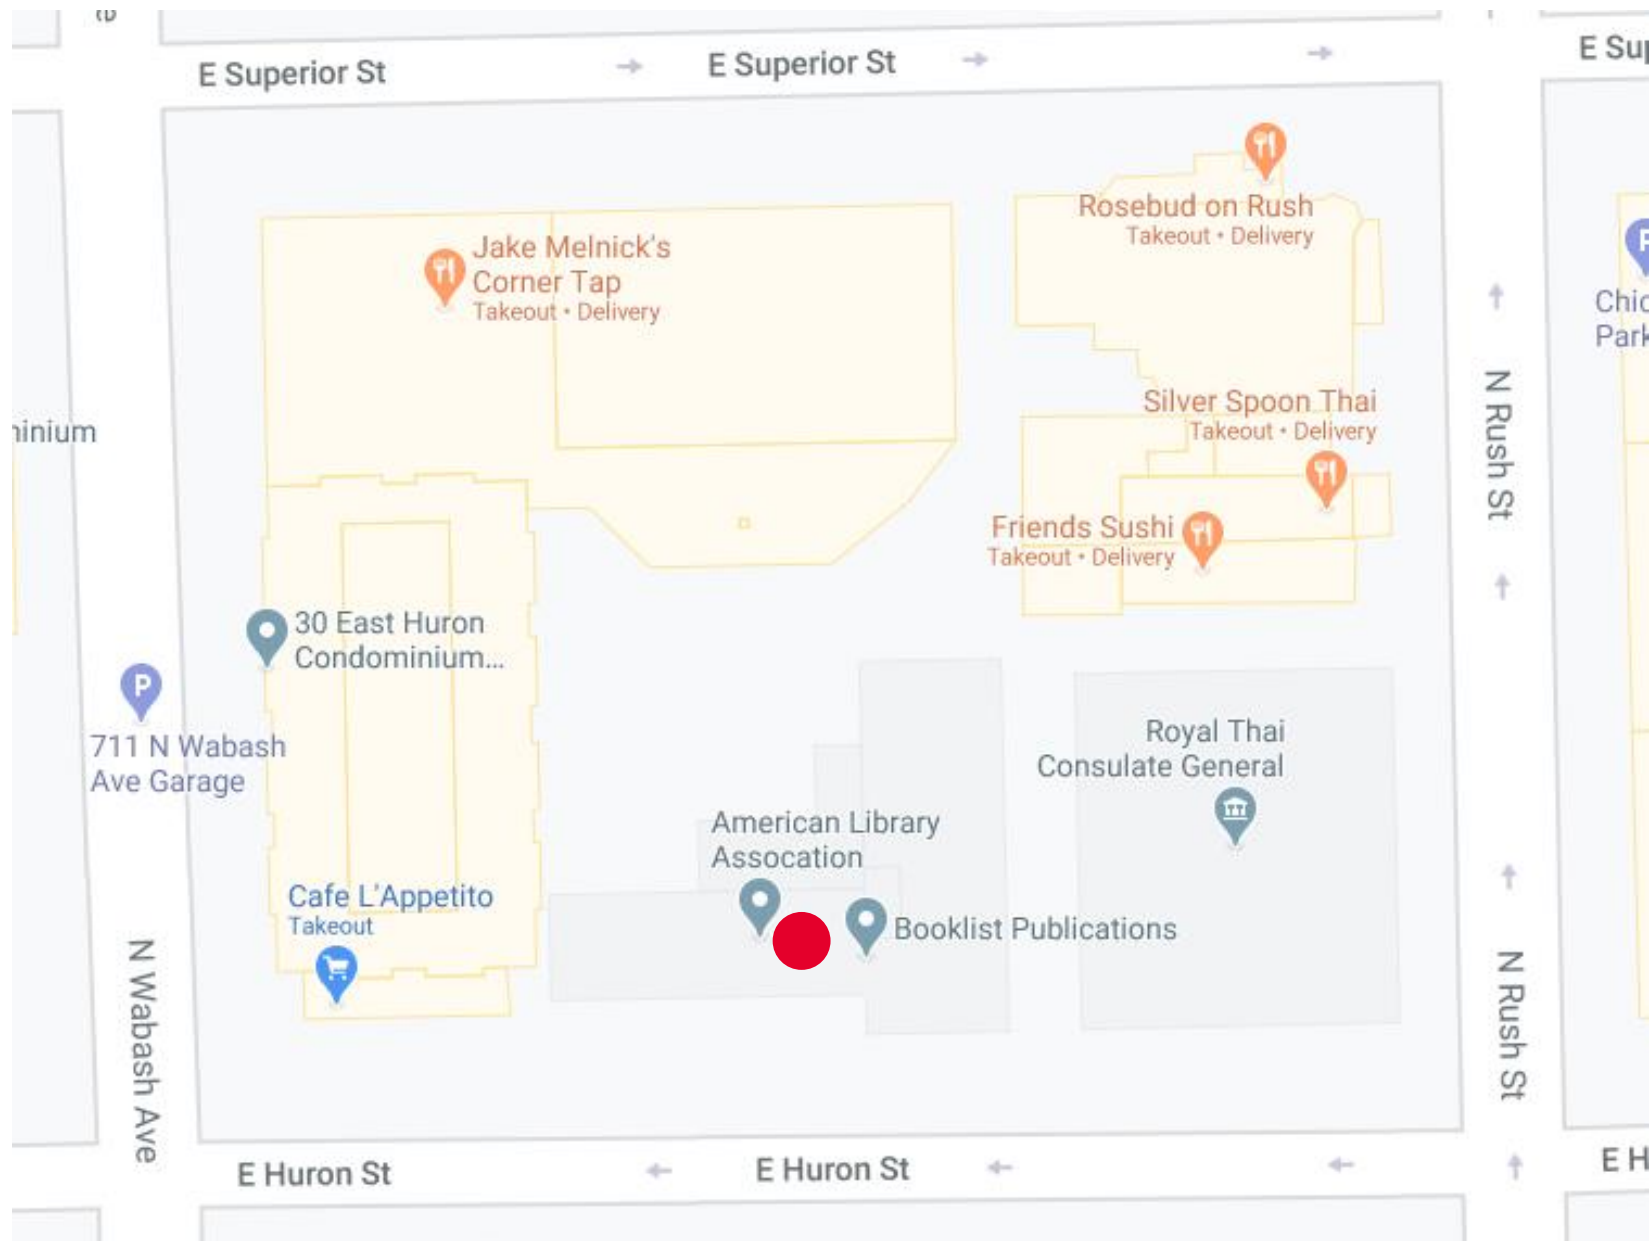 E Superior St
E Superior St
Rosebud on Rush
Takeout • Delivery
Jake Melnick's
Corner Tap
Takeout • Delivery
P
N Rush St
Silver Spoon Thai
Takeout • Delivery
Friends Sushi
Takeout • Delivery
30 East Huron
Condominium...
P
711 N Wabash
Ave Garage
Royal Thai
Consulate General
American Library
Assocation
Cafe L'Appetito
Takeout
Booklist Publications
N Wabash Ave
N Rush St
E Huron St
E Huron St